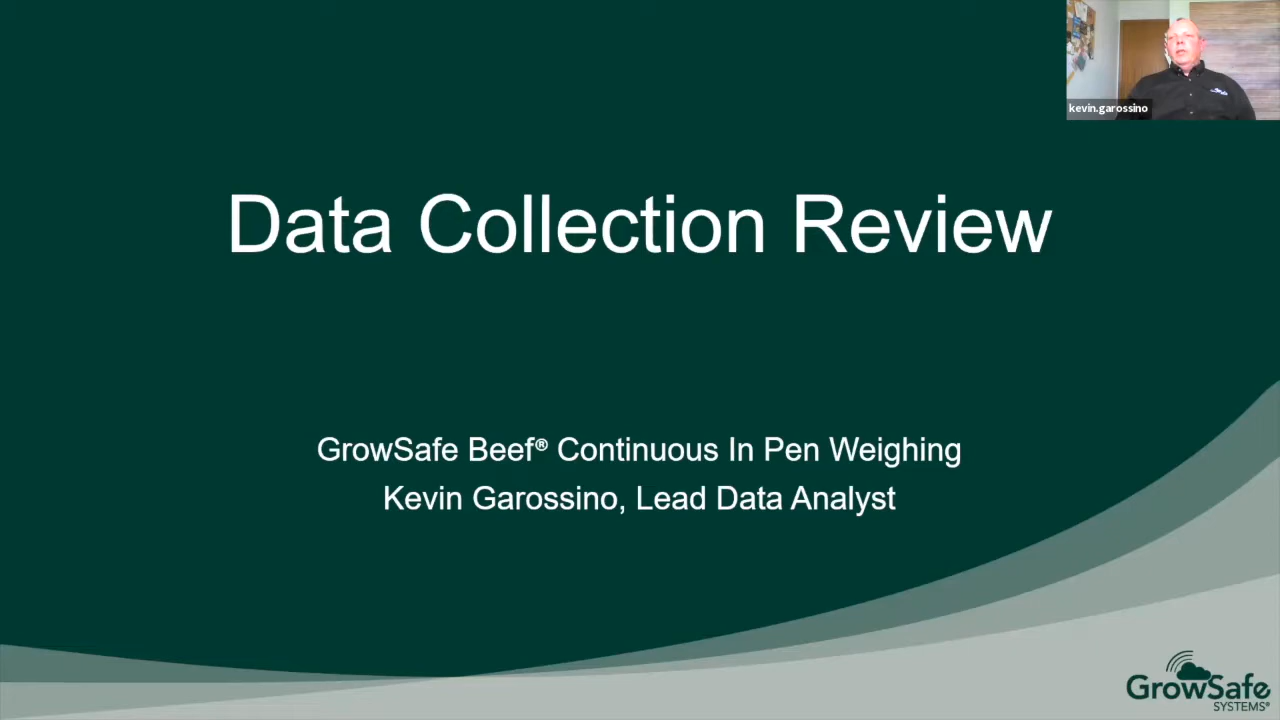 kevin.garossino
Data Collection Review
GrowSafe Beef® Continuous In Pen Weighing
Kevin Garossino, Lead Data Analyst
GrowSafe
SYSTEMS®